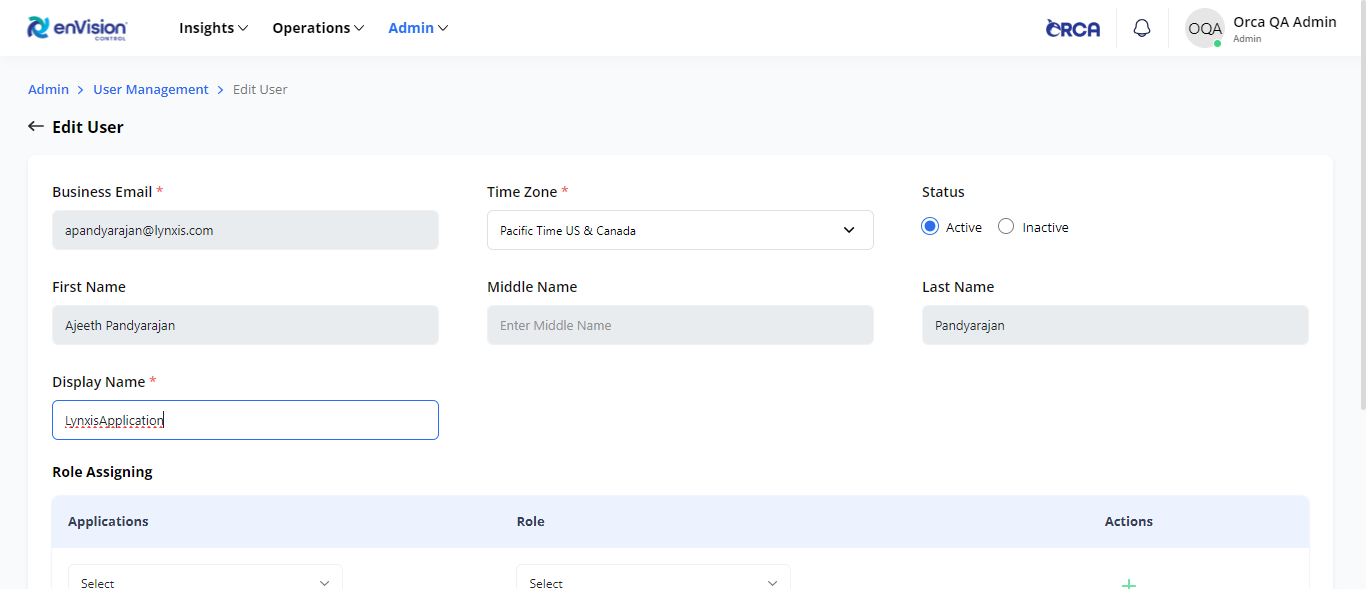 enVision
CONTROL
Insights Operations Admin
ORCA
OQA
Orca QA Admin
Admin
Admin > User Management > Edit User
← Edit User
Business Email *
Time Zone *
Status
apandyarajan@lynxis.com
Pacific Time US & Canada
Active Inactive
First Name
Middle Name
Last Name
Ajeeth Pandyarajan
Enter Middle Name
Pandyarajan
Display Name *
LynxisApplication
Role Assigning
Applications Role Actions
Select Select +